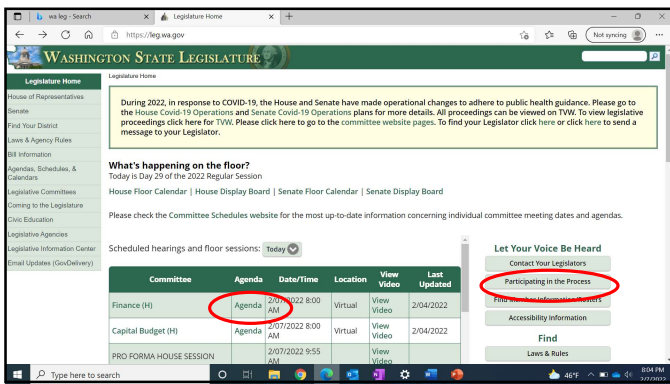 wa leg - Search
Legislature Home
https://leg.wa.gov
Not syncing
WASHINGTON STATE LEGISLATURE
Legislature Home
House of Representatives
Senate
Find Your District
Laws & Agency Rules
Bill Information
Agendas, Schedules, &
Calendars
Legislative Committees
Coming to the Legislature
Civic Education
Legislative Agencies
Legislative Information Center
Email Updates (GovDelivery)
Legislature Home
During 2022, in response to COVID-19, the House and Senate have made operational changes to adhere to public health guidance. Please go to
the House Covid-19 Operations and Senate Covid-19 Operations plans for more details. All proceedings can be viewed on TVW. To view legislative
proceedings click here for TVW. Please click here to go to the committee website pages. To find your Legislator click here or click here to send a
message to your Legislator.
What's happening on the floor?
Today is Day 29 of the 2022 Regular Session
House Floor Calendar | House Display Board | Senate Floor Calendar | Senate Display Board
Please check the Committee Schedules website for the most up-to-date information concerning individual committee meeting dates and agendas.
Scheduled hearings and floor sessions: Today
Committee Agenda Date/Time Location View Video Last Updated
Finance (H) Agenda 2/07/2022 8:00 AM Virtual View Video 2/04/2022
Capital Budget (H) Agenda 2/07/2022 8:00 AM Virtual View Video 2/04/2022
PRO FORMA HOUSE SESSION 2/07/2022 9:55 AM View Video
Let Your Voice Be Heard
Contact Your Legislators
Participating in the Process
Find Member Information/Rosters
Accessibility Information
Find
Laws & Rules
Type here to search
46°F
8:04 PM
2/7/2022